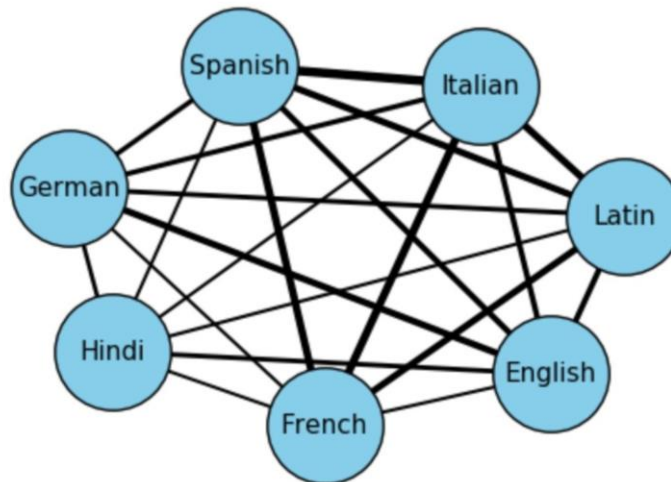 Spanish
Italian
German
Latin
Hindi
English
French